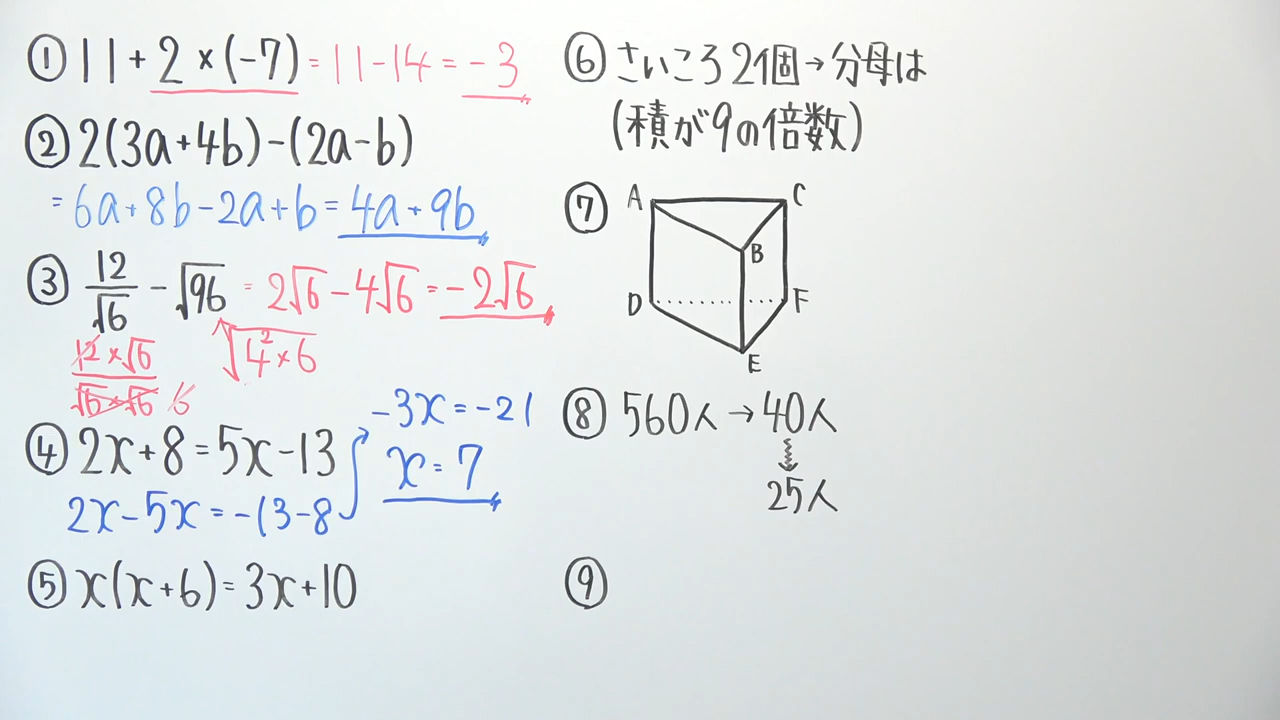 ① 11+2×(-7)=11-14=-3
② 2(3a+4b)-(2a-b)
=6a+8b-2a+b=4a+9b
③ 12/√6-√96=2√6-4√6=-2√6
12×√6/√6×√6 6
√4²×6
④ 2x+8=5x-13
2x-5x=-13-8
-3x=-21
x=7
⑤ x(x+6)=3x+10
⑥ さいころ2個→分母は
(積が9の倍数)
⑦
A
C
B
D
F
E
⑧ 560人→40人
25人
⑨